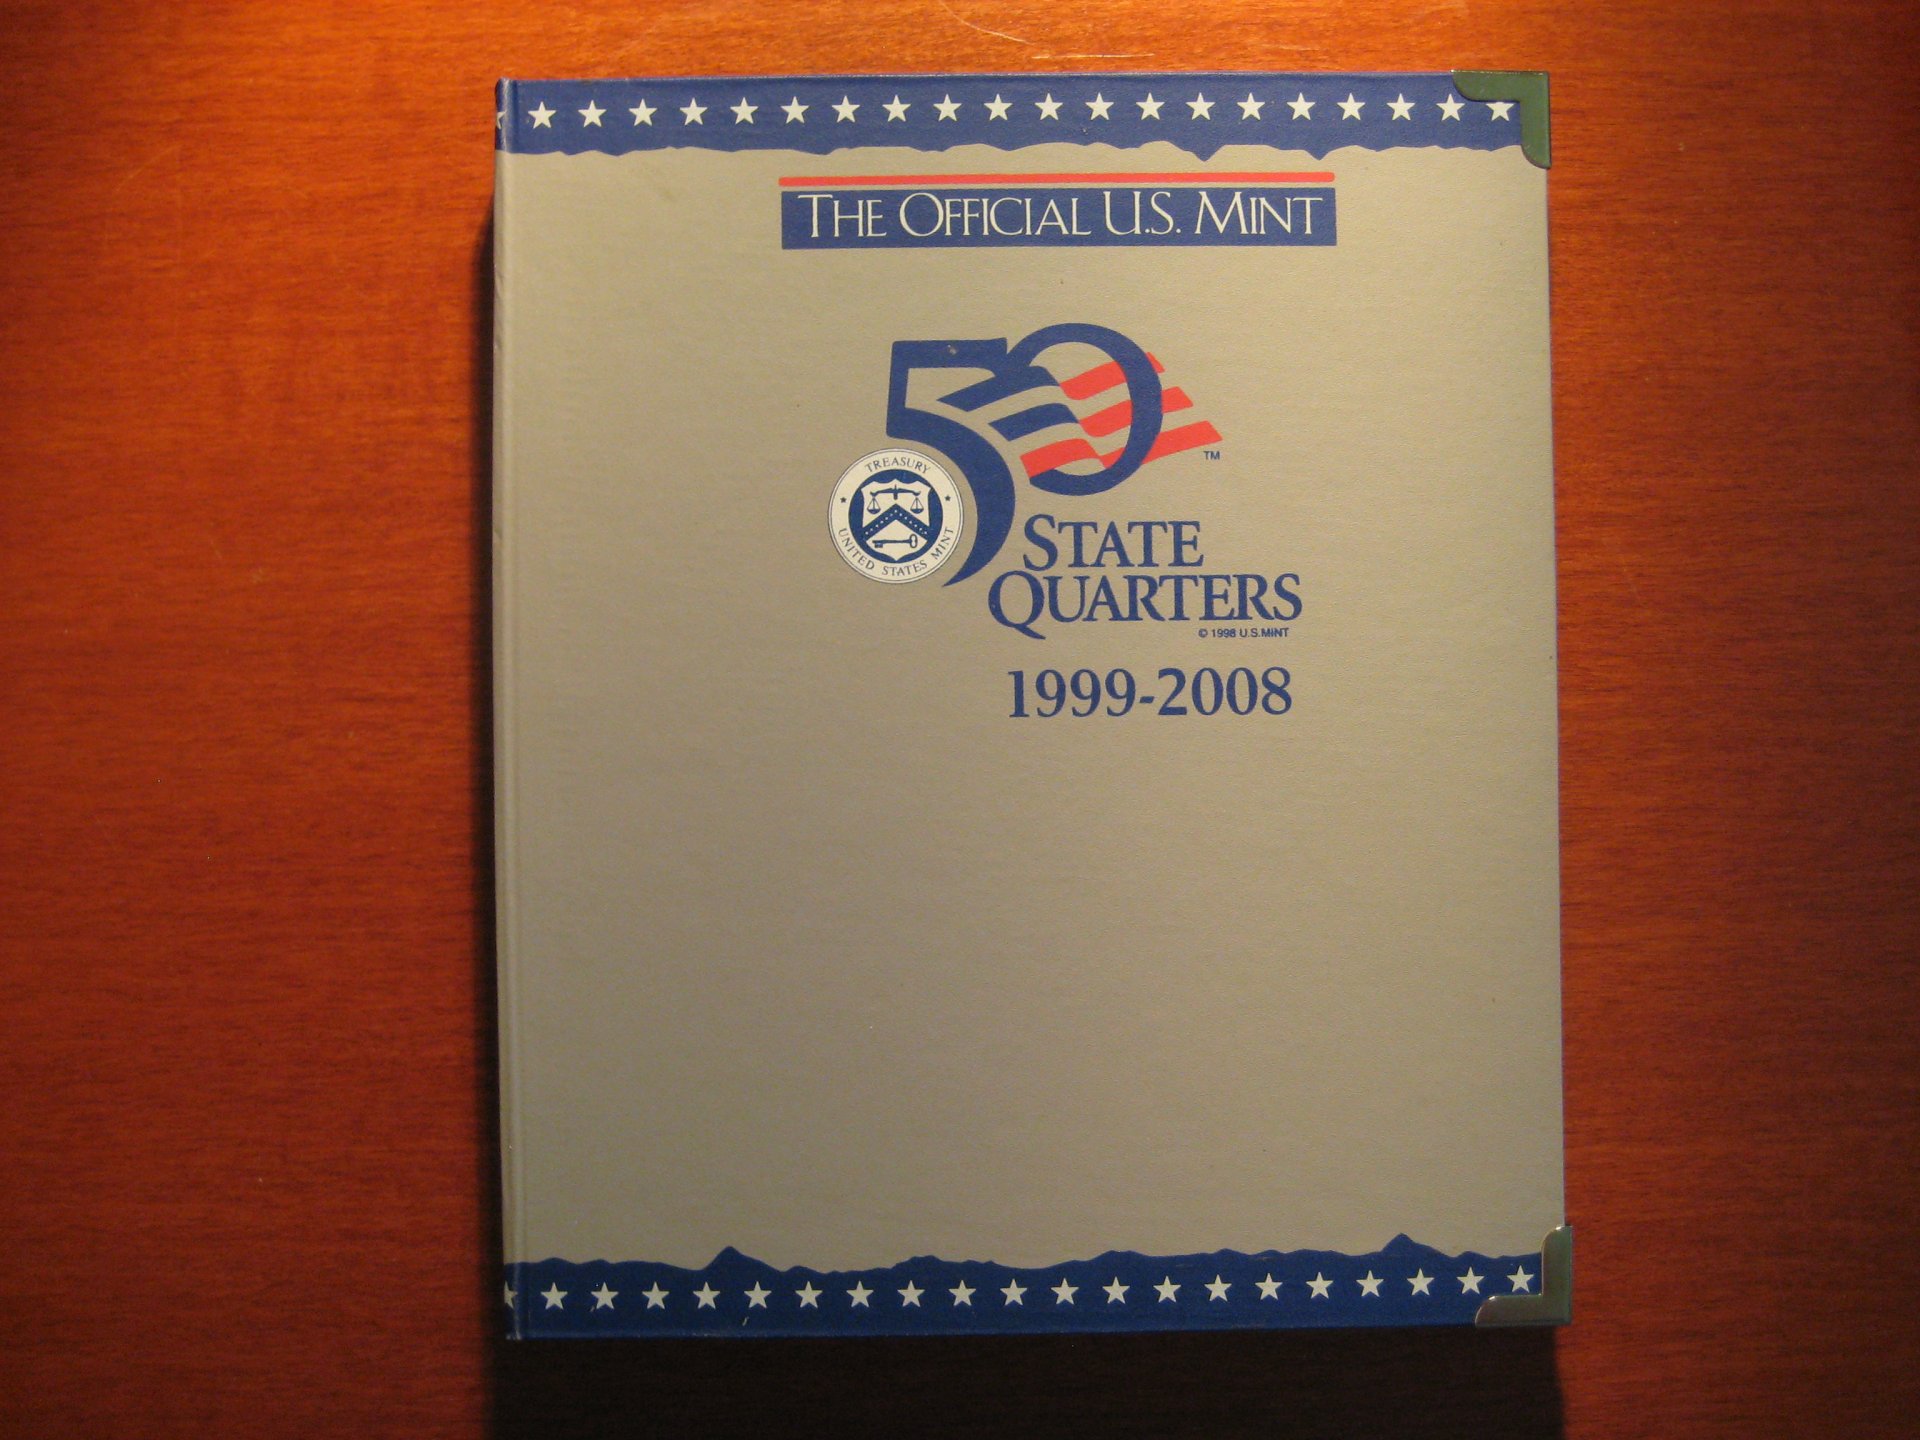 THE OFFICIAL U.S. MINT
50
TM
TREASURY
UNITED STATES MINT
STATE
QUARTERS
© 1998 U.S.MINT
1999-2008